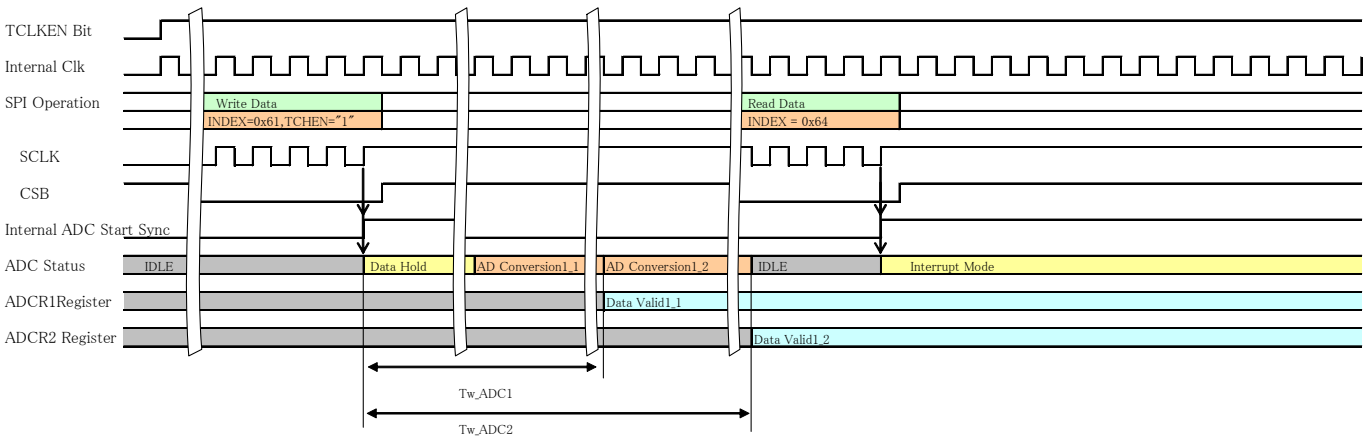 TCLKEN Bit
Internal Clk
SPI Operation
Write Data
Read Data
INDEX=0x61,TCHEN="1"
INDEX = 0x64
SCLK
CSB
Internal ADC Start Sync
ADC Status
IDLE
Data Hold
AD Conversion1_1
AD Conversion1_2
IDLE
Interrupt Mode
ADCR1Register
Data Valid1_1
ADCR2 Register
Data Valid1_2
Tw_ADC1
Tw_ADC2